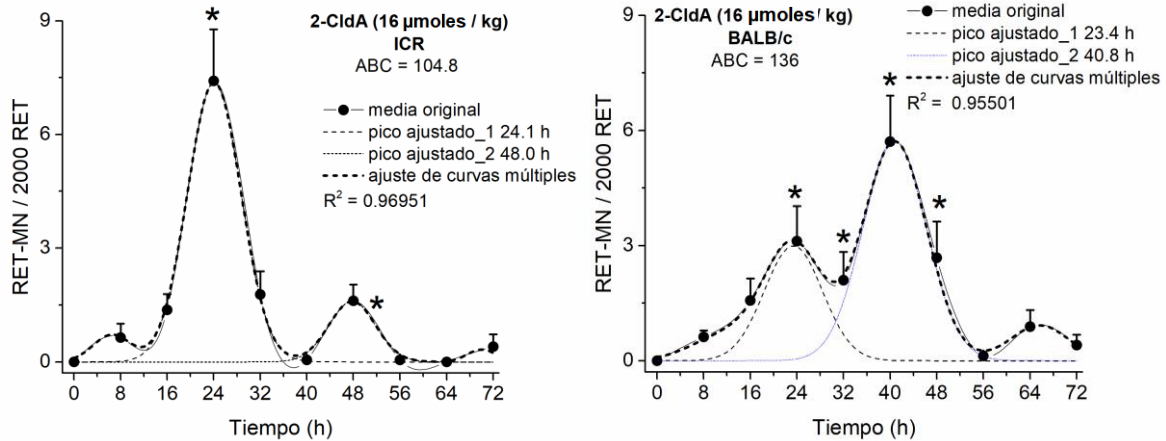 2-CldA (16 µmoles / kg)
ICR
ABC = 104.8
media original
pico ajustado_1 24.1 h
pico ajustado_2 48.0 h
ajuste de curvas múltiples
R² = 0.96951
RET-MN / 2000 RET
9
6
3
0
*
*
0 8 16 24 32 40 48 56 64 72
Tiempo (h)
2-CldA (16 µmoles / kg)
BALB/c
ABC = 136
media original
pico ajustado_1 23.4 h
pico ajustado_2 40.8 h
ajuste de curvas múltiples
R² = 0.95501
RET-MN / 2000 RET
9
6
3
0
*
*
*
*
0 8 16 24 32 40 48 56 64 72
Tiempo (h)